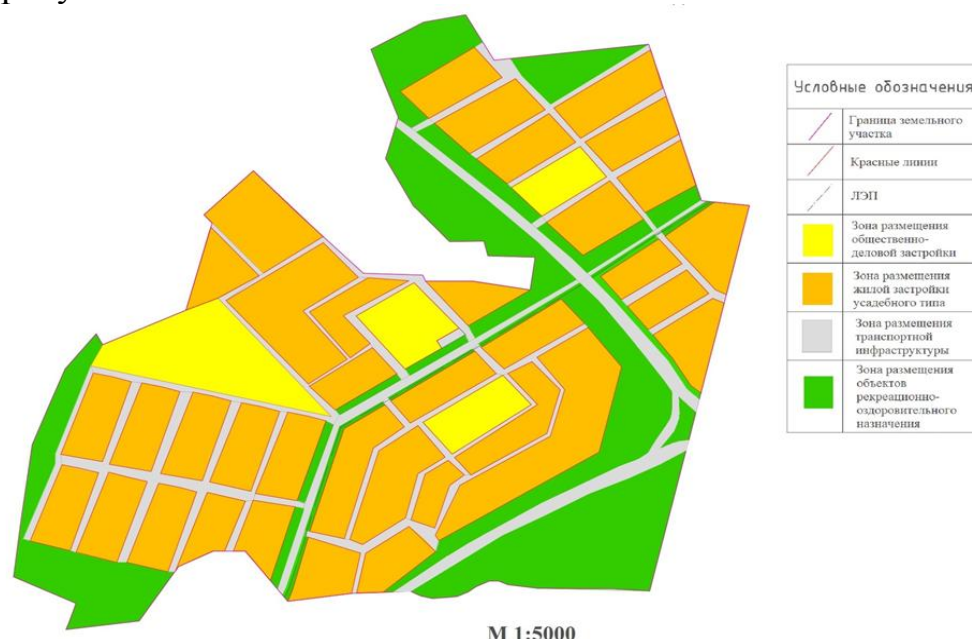 Условные обозначения
Граница земельного
участка
Красные линии
ЛЭП
Зона размещения
общественно-
деловой застройки
Зона размещения
жилой застройки
усадебного типа
Зона размещения
транспортной
инфраструктуры
Зона размещения
объектов
рекреационно-
оздоровительного
назначения
М 1:5000